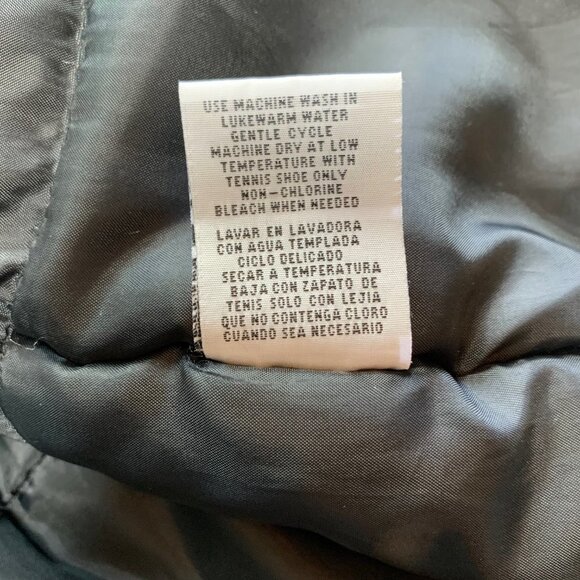 USE MACHINE WASH IN
LUKEWARM WATER
GENTLE CYCLE
MACHINE DRY AT LOW
TEMPERATURE WITH
TENNIS SHOE ONLY
NON-CHLORINE
BLEACH WHEN NEEDED
LAVAR EN LAVADORA
CON AGUA TEMPLADA
CICLO DELICADO
SECAR A TEMPERATURA
BAJA CON ZAPATO DE
TENIS SOLO CON LEJIA
QUE NO CONTENGA CLORO
CUANDO SEA NECESARIO